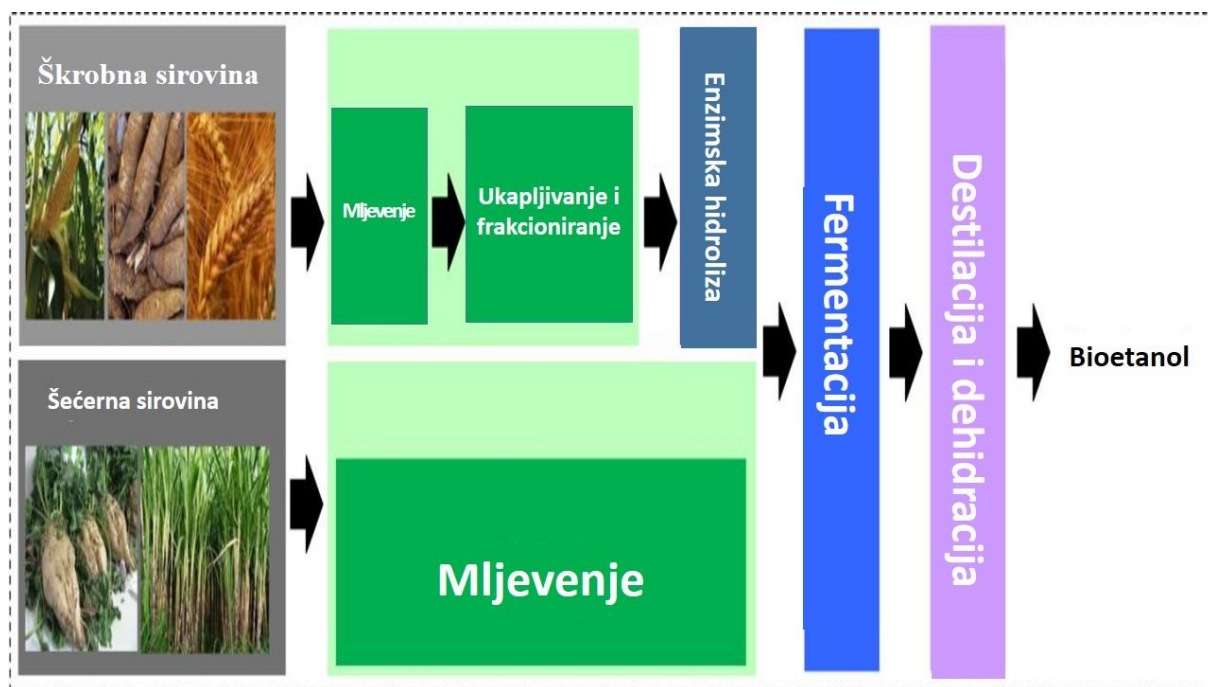 Škrobna sirovina
Mljevenje
Ukapljivanje i
frakcioniranje
Enzimska hidroliza
Šećerna sirovina
Mljevenje
Fermentacija
Destilacija i dehidracija
Bioetanol